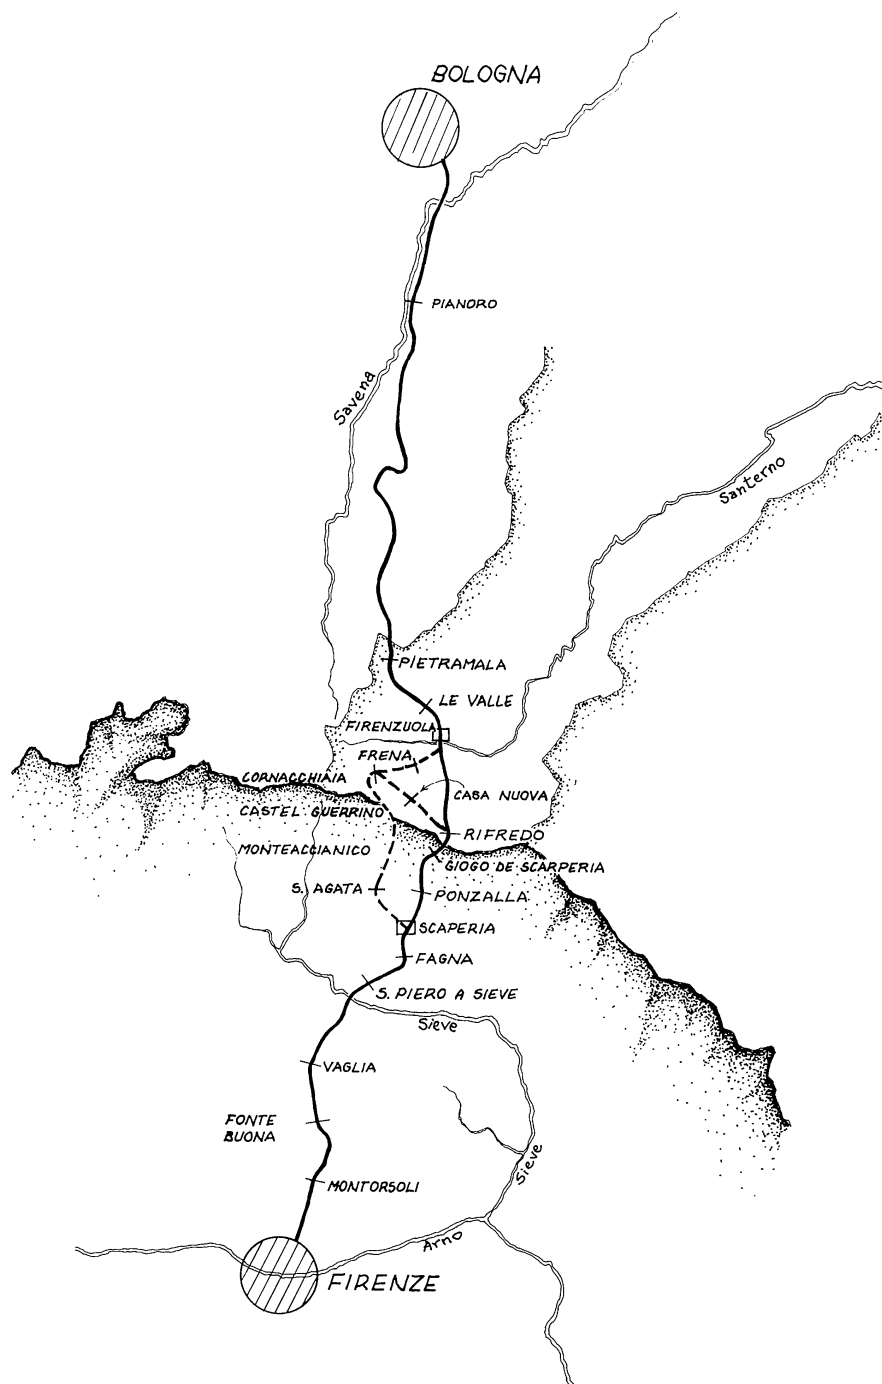 BOLOGNA
PIANORO
Savena
Santerno
PIETRAMALA
LE VALLE
FIRENZUOLA
FRENA
CORNACCHIAIA
CASA NUOVA
CASTEL GUERRINO
RIFREDO
MONTEACCIANICO
GIOGO DE SCARPERIA
S. AGATA
PONZALLA
SCAPERIA
FAGNA
S. PIERO A SIEVE
Sieve
VAGLIA
FONTE
BUONA
Sieve
MONTORSOLI
Arno
FIRENZE